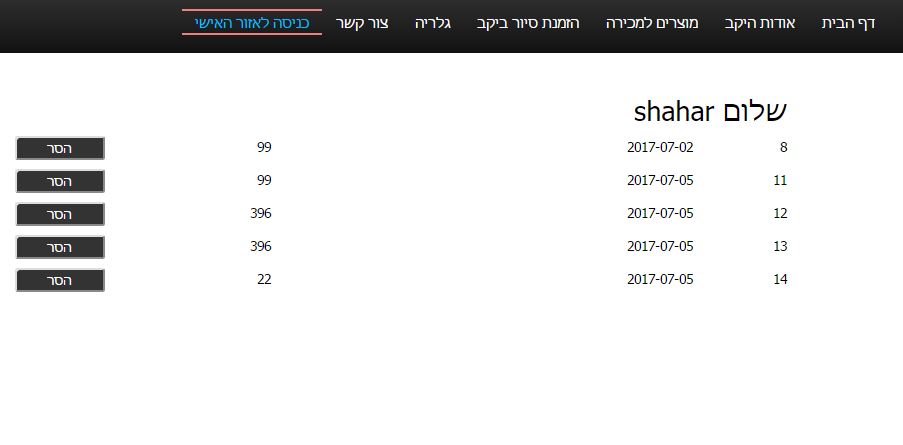 דף הבית אודות היקב מוצרים למכירה הזמנת סיור ביקב גלריה צור קשר כניסה לאזור האישי
שלום shahar
8 2017-07-02 99 הסר
11 2017-07-05 99 הסר
12 2017-07-05 396 הסר
13 2017-07-05 396 הסר
14 2017-07-05 22 הסר